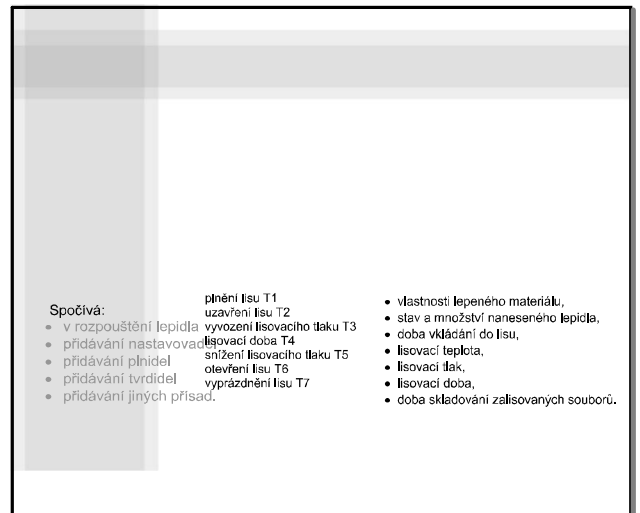 Spočívá:
• v rozpouštění lepidla
• přidávání nastavovadel
• přidávání plnidel
• přidávání tvrdidel
• přidávání jiných přísad.
plnění lisu T1
uzavření lisu T2
vyvození lisovacího tlaku T3
lisovací doba T4
snížení lisovacího tlaku T5
otevření lisu T6
vyprázdnění lisu T7
• vlastnosti lepeného materiálu,
• stav a množství naneseného lepidla,
• doba vkládání do lisu,
• lisovací teplota,
• lisovací tlak,
• lisovací doba,
• doba skladování zalisovaných souborů.